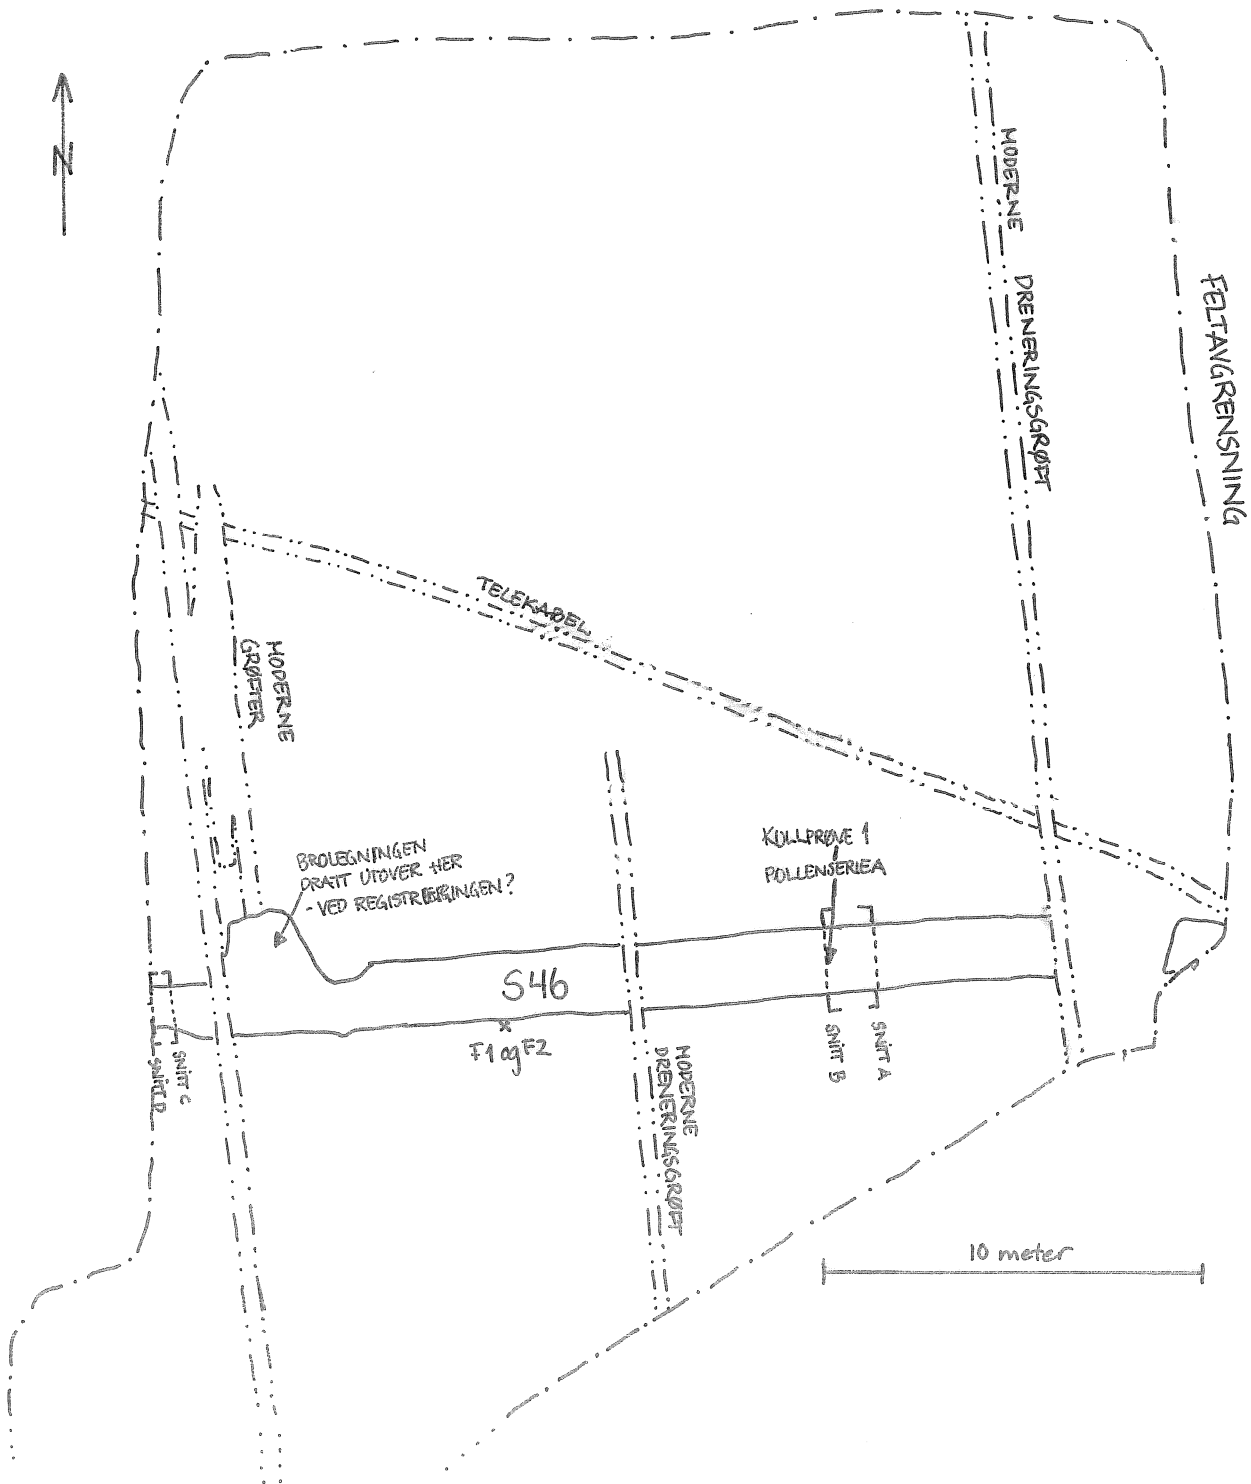 N
MODERNE DRENERINGSGRØFT
FELTAVGRENSNING
TELEKABEL
MODERNE
GRØFTER
BROLEGNINGEN
DRATT UTOVER HER
- VED REGISTRERINGEN?
KULLPRØVE 1
POLLENSERIE A
S46
F1 og F2
SNITT D
SNITT C
SNITT B
SNITT A
MODERNE
DRENERINGSGRØFT
10 meter